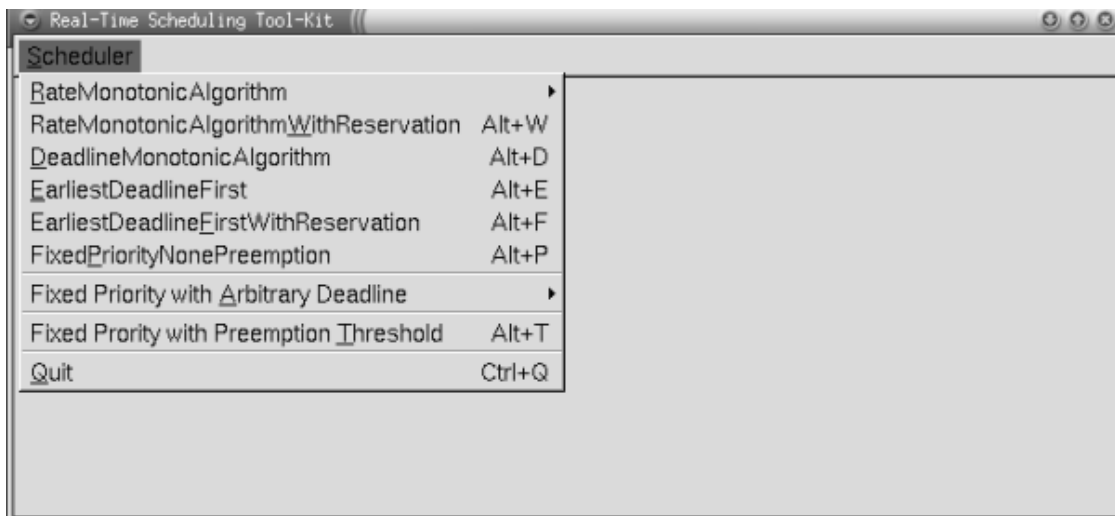 Real-Time Scheduling Tool-Kit
Scheduler
RateMonotonicAlgorithm
RateMonotonicAlgorithmWithReservation Alt+W
DeadlineMonotonicAlgorithm Alt+D
EarliestDeadlineFirst Alt+E
EarliestDeadlineFirstWithReservation Alt+F
FixedPriorityNonePreemption Alt+P
Fixed Priority with Arbitrary Deadline
Fixed Prority with Preemption Threshold Alt+T
Quit Ctrl+Q